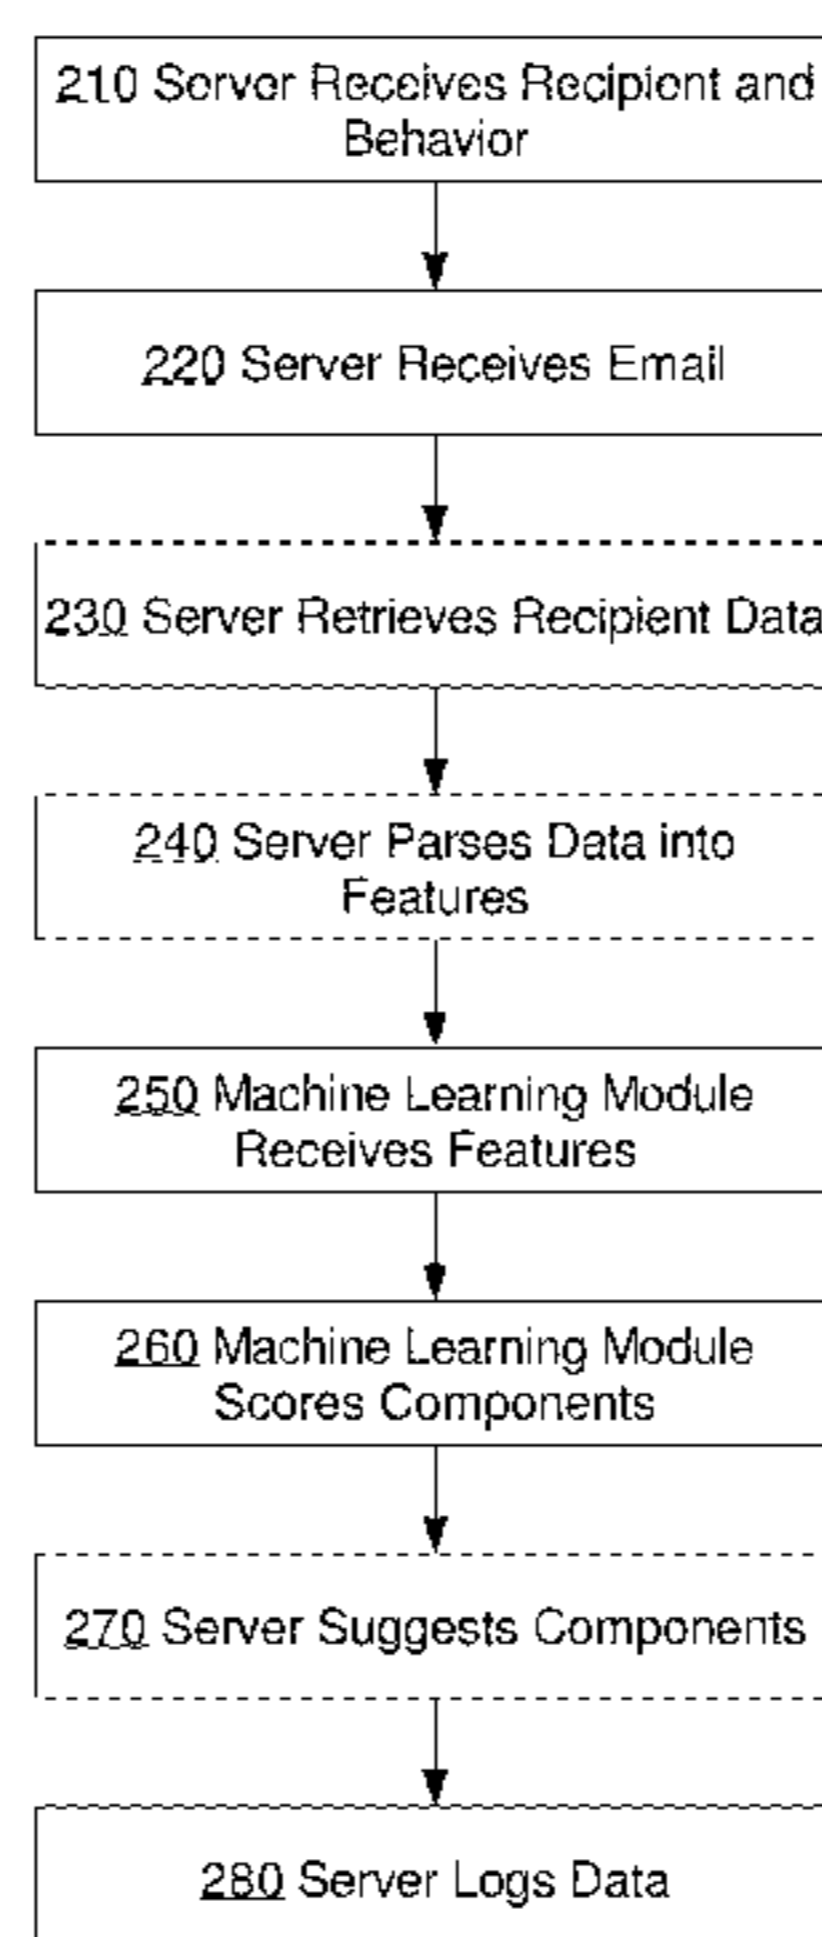 210 Server Receives Recipient and
Behavior
220 Server Receives Email
230 Server Retrieves Recipient Data
240 Server Parses Data into
Features
250 Machine Learning Module
Receives Features
260 Machine Learning Module
Scores Components
270 Server Suggests Components
280 Server Logs Data